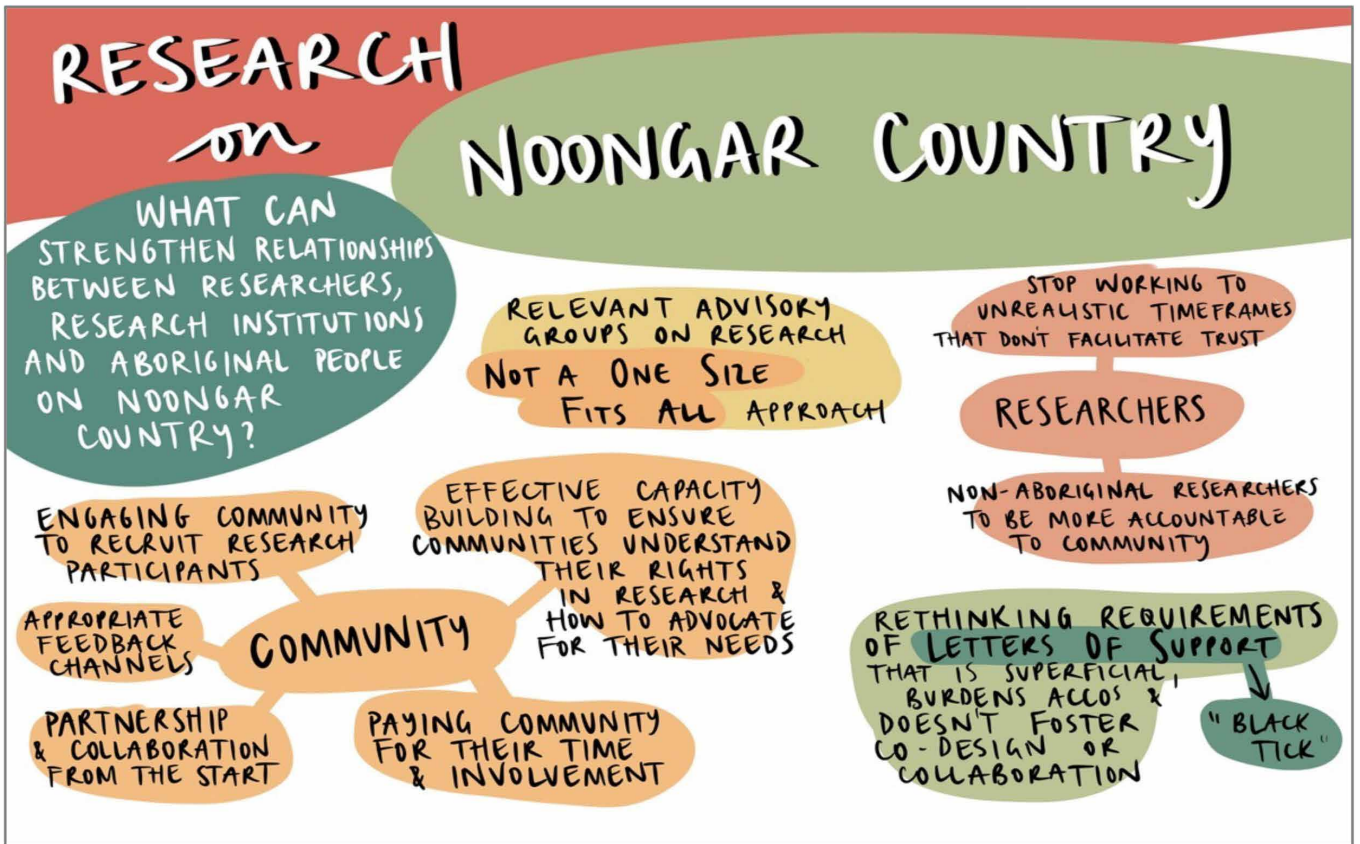 RESEARCH
on
NOONGAR COUNTRY
WHAT CAN
STRENGTHEN RELATIONSHIPS
BETWEEN RESEARCHERS,
RESEARCH INSTITUTIONS
AND ABORIGINAL PEOPLE
ON NOONGAR
COUNTRY?
RELEVANT ADVISORY
GROUPS ON RESEARCH
NOT A ONE SIZE
FITS ALL APPROACH
STOP WORKING TO
UNREALISTIC TIMEFRAMES
THAT DON'T FACILITATE TRUST
RESEARCHERS
NON-ABORIGINAL RESEARCHERS
TO BE MORE ACCOUNTABLE
TO COMMUNITY
ENGAGING COMMUNITY
TO RECRUIT RESEARCH
PARTICIPANTS
EFFECTIVE CAPACITY
BUILDING TO ENSURE
COMMUNITIES UNDERSTAND
THEIR RIGHTS
IN RESEARCH &
HOW TO ADVOCATE
FOR THEIR NEEDS
APPROPRIATE
FEEDBACK
CHANNELS
COMMUNITY
PARTNERSHIP
& COLLABORATION
FROM THE START
PAYING COMMUNITY
FOR THEIR TIME
& INVOLVEMENT
RETHINKING REQUIREMENTS
OF LETTERS OF SUPPORT
THAT IS SUPERFICIAL,
BURDENS ACCOS &
DOESN'T FOSTER
CO-DESIGN OR
COLLABORATION
"BLACK
TICK"